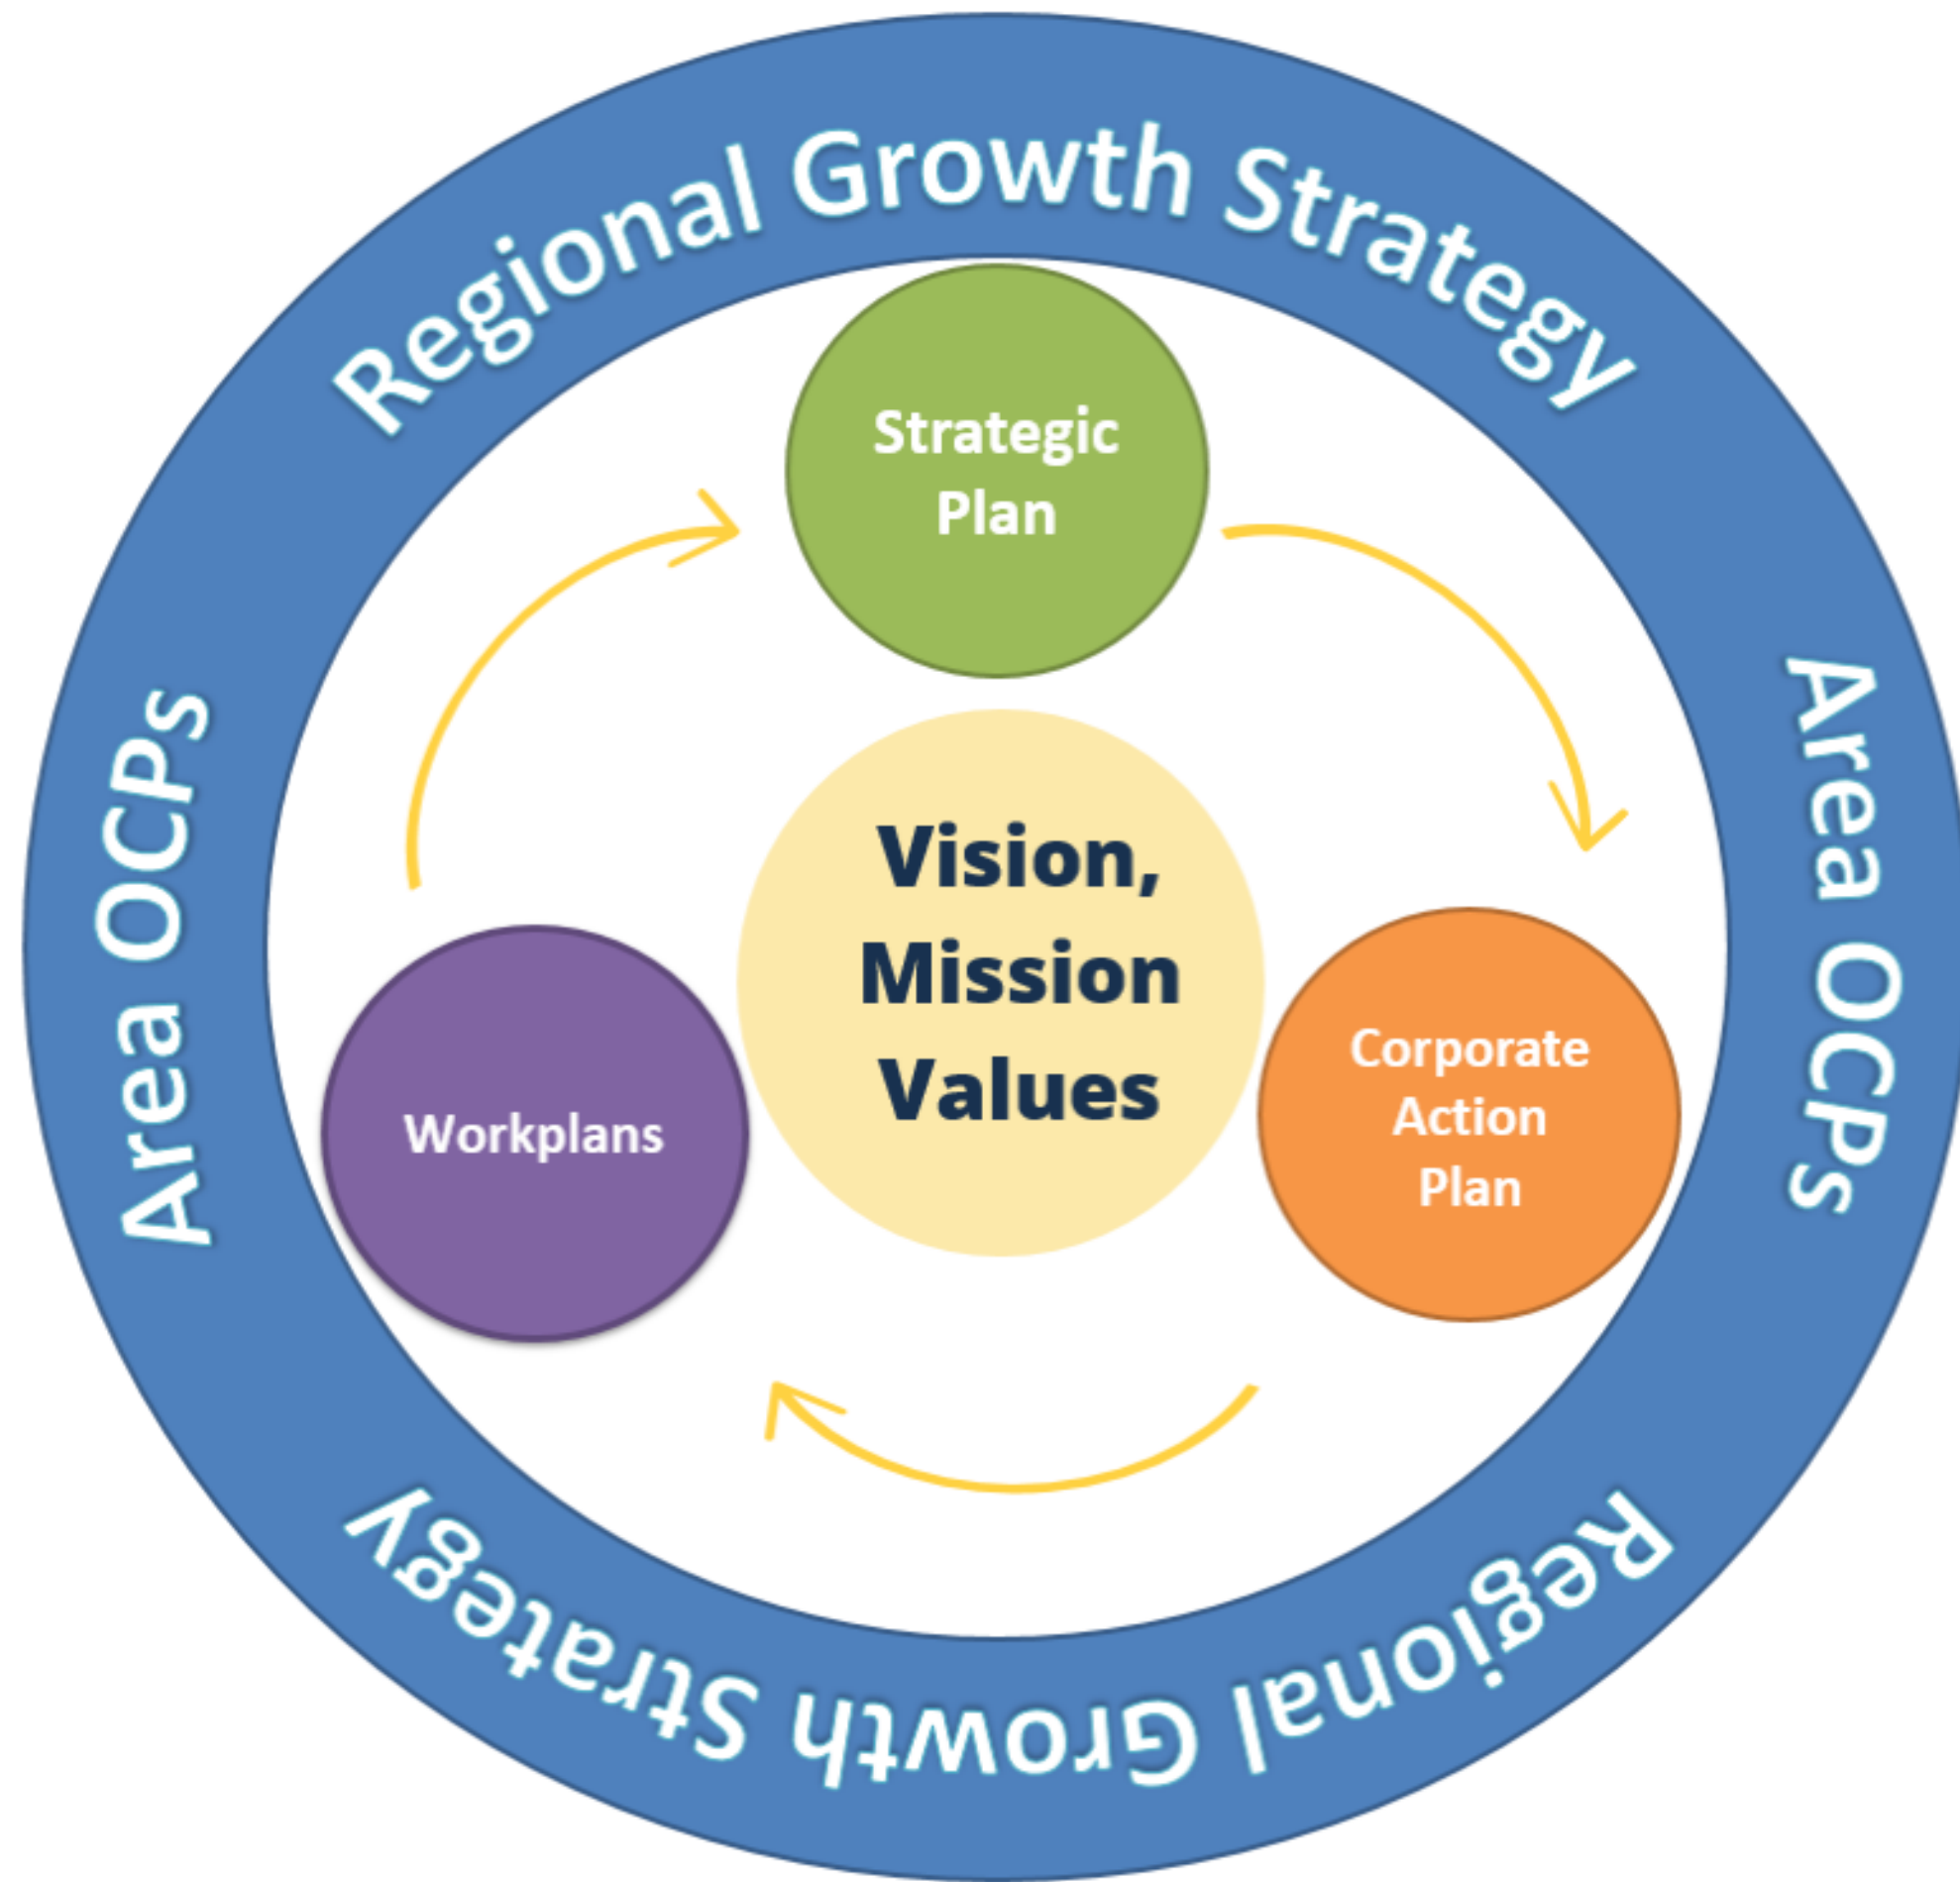 Regional Growth Strategy
Strategic
Plan
Area OCPs
Area OCPs
Vision,
Mission
Values
Workplans
Corporate
Action
Plan
Regional Growth Strategy